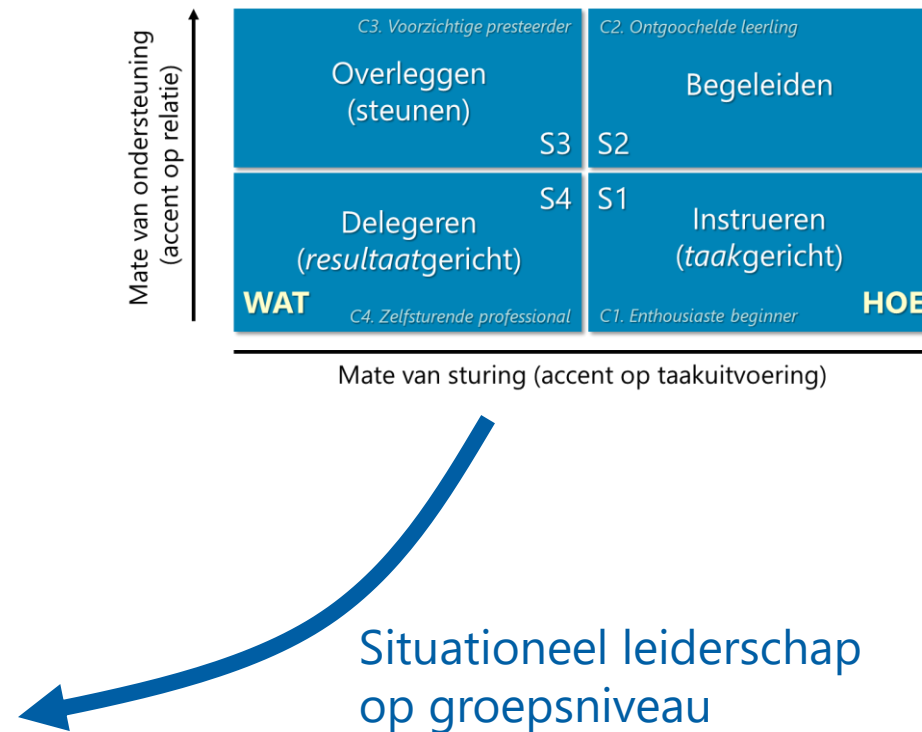 Mate van ondersteuning
(accent op relatie)
C3. Voorzichtige presteerder
Overleggen
(steunen)
S3
C2. Ontgoochelde leerling
Begeleiden
S2
S4
Delegeren
(resultaatgericht)
WAT
C4. Zelfsturende professional
S1
Instrueren
(taakgericht)
C1. Enthousiaste beginner
HOE
Mate van sturing (accent op taakuitvoering)
Situationeel leiderschap
op groepsniveau